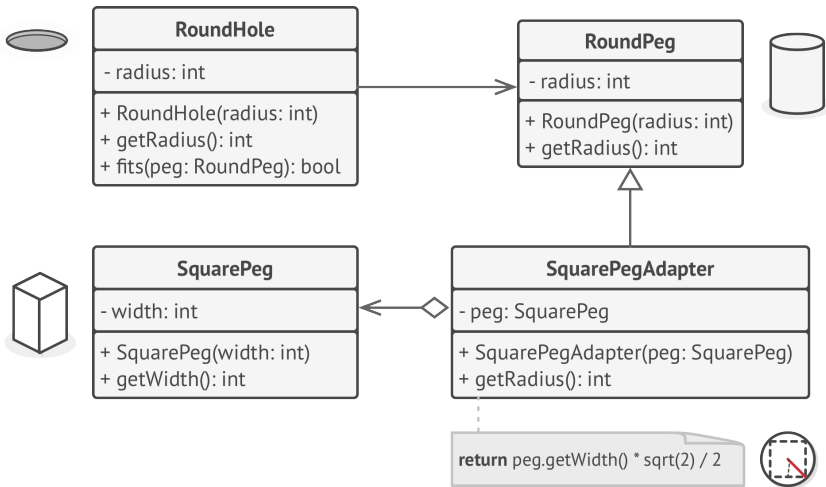 RoundHole
- radius: int
+ RoundHole(radius: int)
+ getRadius(): int
+ fits(peg: RoundPeg): bool
RoundPeg
- radius: int
+ RoundPeg(radius: int)
+ getRadius(): int
SquarePeg
- width: int
+ SquarePeg(width: int)
+ getWidth(): int
SquarePegAdapter
- peg: SquarePeg
+ SquarePegAdapter(peg: SquarePeg)
+ getRadius(): int
return peg.getWidth() * sqrt(2) / 2